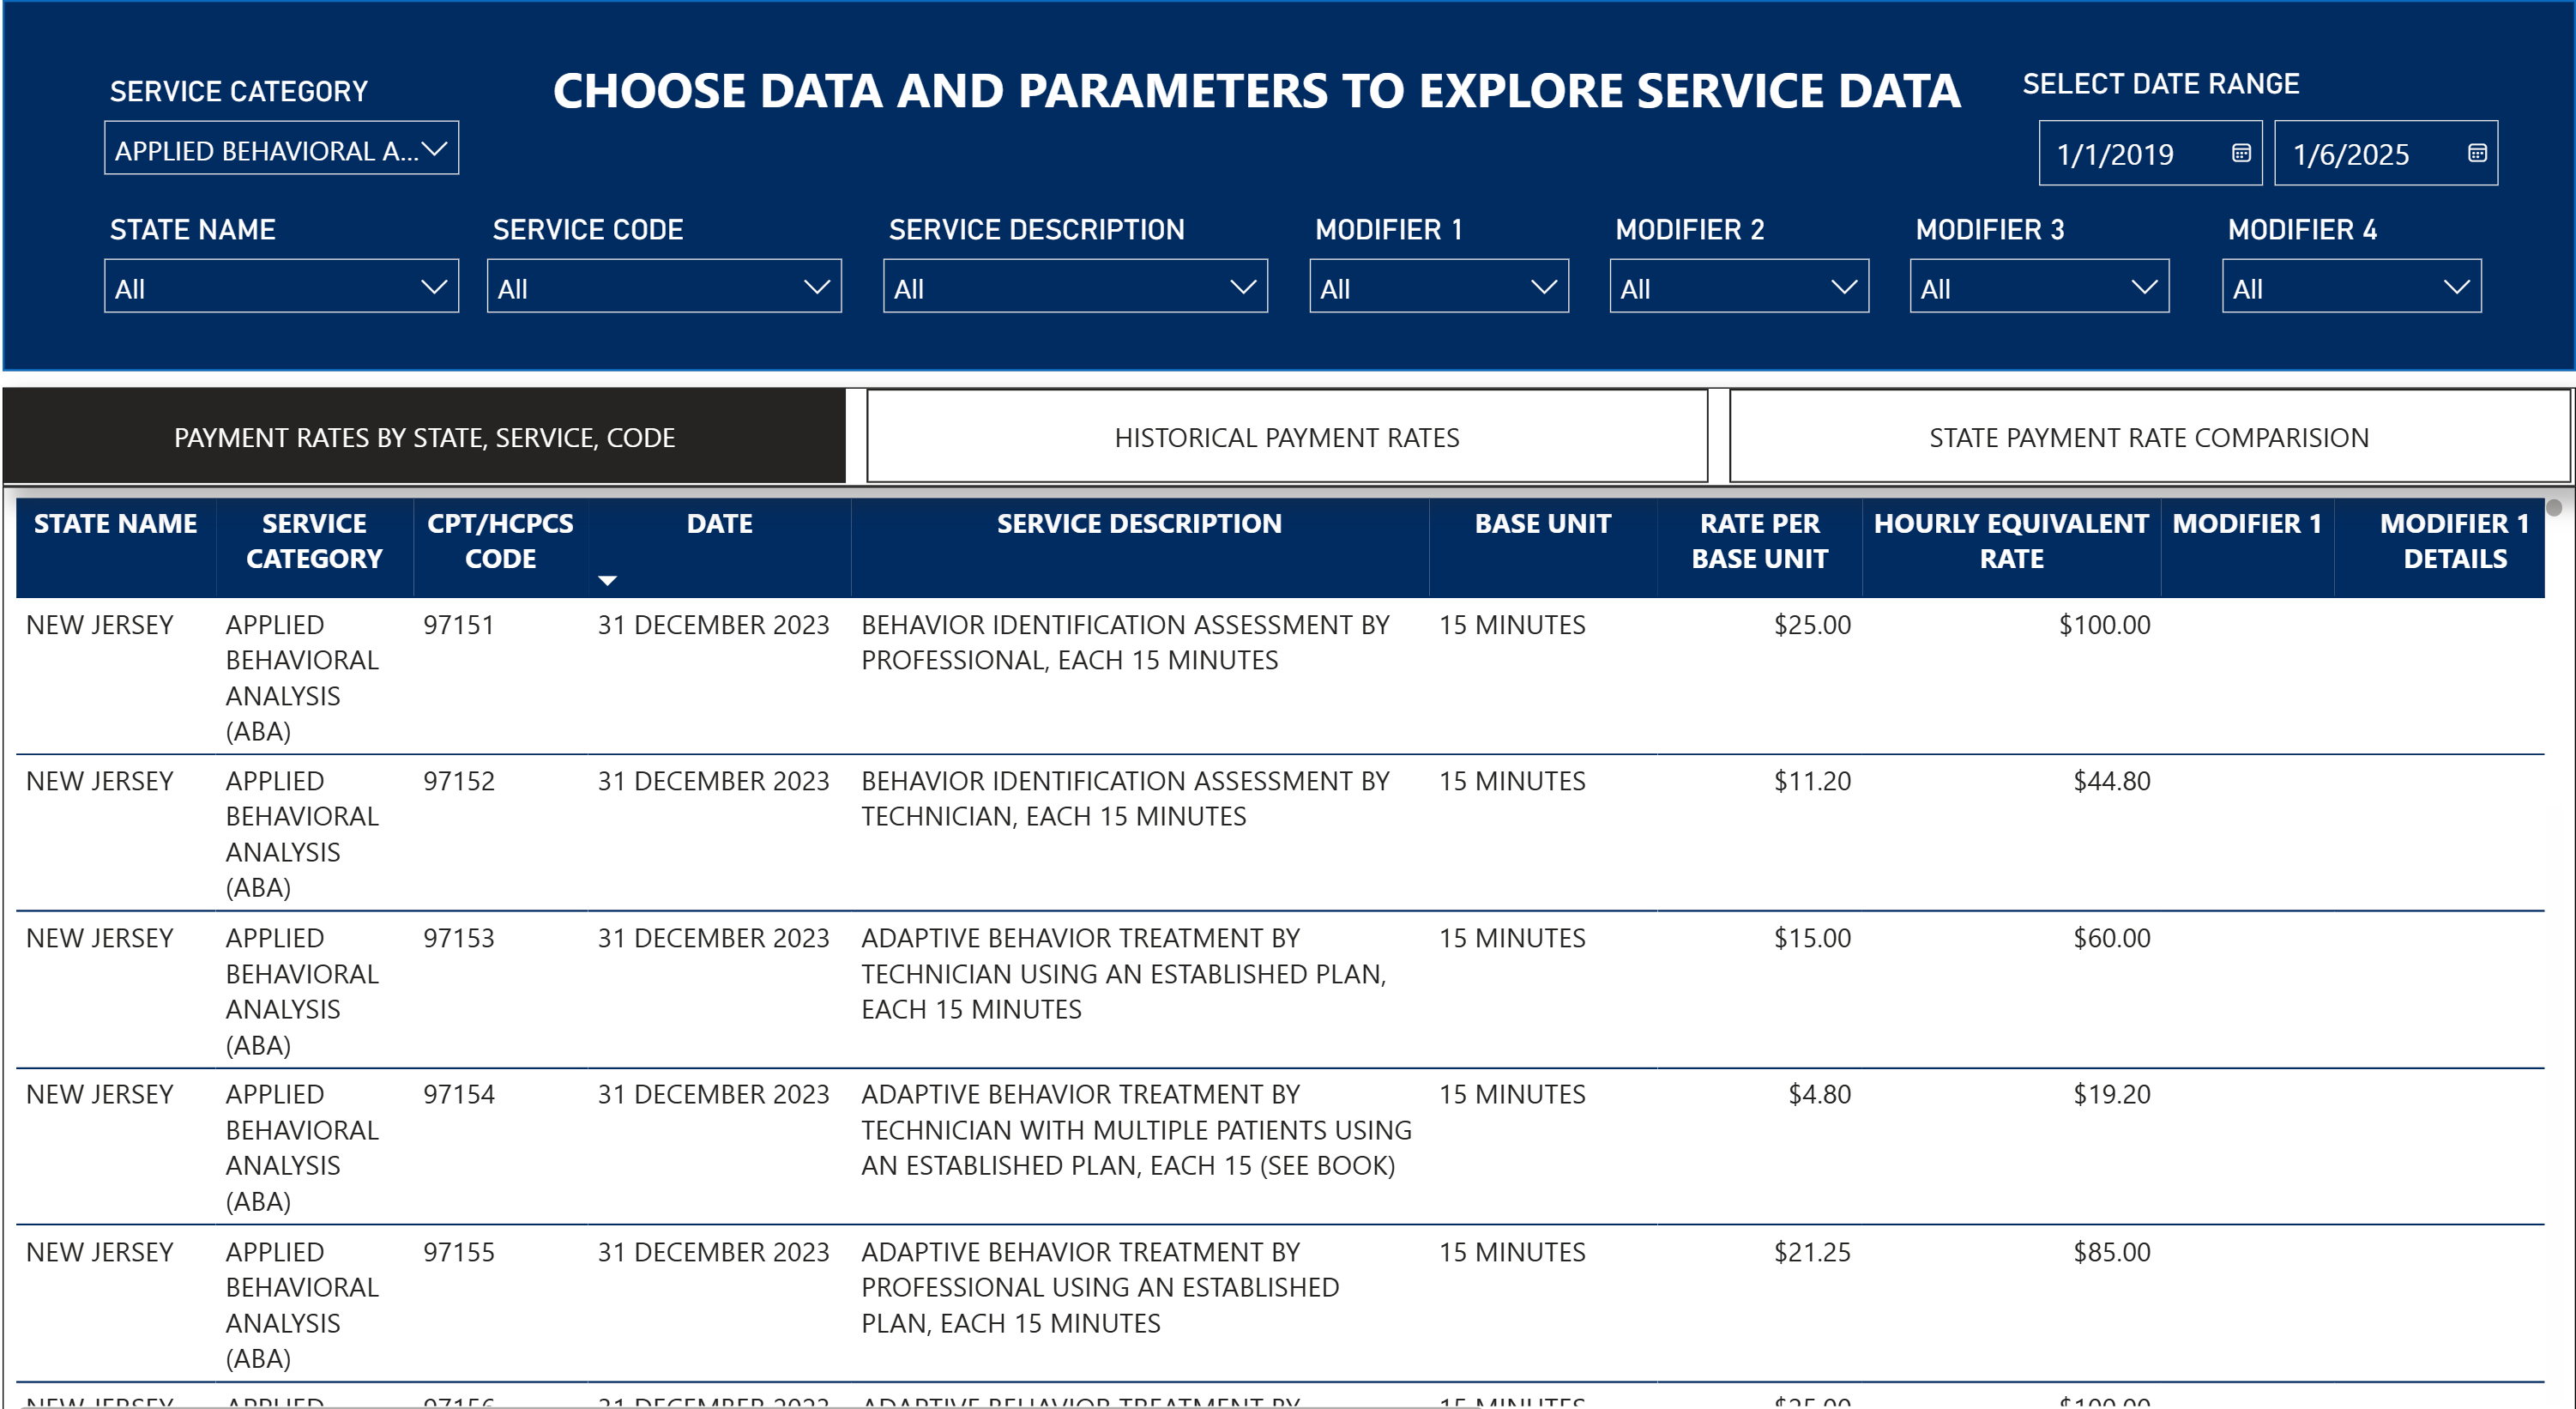 SERVICE CATEGORY
CHOOSE DATA AND PARAMETERS TO EXPLORE SERVICE DATA
SELECT DATE RANGE
APPLIED BEHAVIORAL A...
1/1/2019
1/6/2025
STATE NAME
SERVICE CODE
SERVICE DESCRIPTION
MODIFIER 1
MODIFIER 2
MODIFIER 3
MODIFIER 4
All
All
All
All
All
All
All
PAYMENT RATES BY STATE, SERVICE, CODE
HISTORICAL PAYMENT RATES
STATE PAYMENT RATE COMPARISION
STATE NAME
SERVICE
CATEGORY
CPT/HCPCS
CODE
DATE
SERVICE DESCRIPTION
BASE UNIT
RATE PER
BASE UNIT
HOURLY EQUIVALENT
RATE
MODIFIER 1
MODIFIER 1
DETAILS
NEW JERSEY
APPLIED
BEHAVIORAL
ANALYSIS
(ABA)
97151
31 DECEMBER 2023
BEHAVIOR IDENTIFICATION ASSESSMENT BY
PROFESSIONAL, EACH 15 MINUTES
15 MINUTES
$25.00
$100.00
NEW JERSEY
APPLIED
BEHAVIORAL
ANALYSIS
(ABA)
97152
31 DECEMBER 2023
BEHAVIOR IDENTIFICATION ASSESSMENT BY
TECHNICIAN, EACH 15 MINUTES
15 MINUTES
$11.20
$44.80
NEW JERSEY
APPLIED
BEHAVIORAL
ANALYSIS
(ABA)
97153
31 DECEMBER 2023
ADAPTIVE BEHAVIOR TREATMENT BY
TECHNICIAN USING AN ESTABLISHED PLAN,
EACH 15 MINUTES
15 MINUTES
$15.00
$60.00
NEW JERSEY
APPLIED
BEHAVIORAL
ANALYSIS
(ABA)
97154
31 DECEMBER 2023
ADAPTIVE BEHAVIOR TREATMENT BY
TECHNICIAN WITH MULTIPLE PATIENTS USING
AN ESTABLISHED PLAN, EACH 15 (SEE BOOK)
15 MINUTES
$4.80
$19.20
NEW JERSEY
APPLIED
BEHAVIORAL
ANALYSIS
(ABA)
97155
31 DECEMBER 2023
ADAPTIVE BEHAVIOR TREATMENT BY
PROFESSIONAL USING AN ESTABLISHED
PLAN, EACH 15 MINUTES
15 MINUTES
$21.25
$85.00